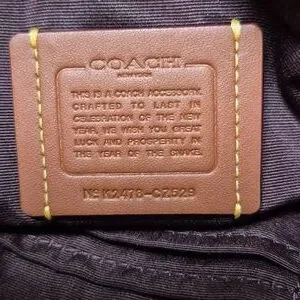 COACH
NEW YORK
THIS IS A COACH ACCESSORY.
CRAFTED TO LAST IN
CELEBRATION OF THE NEW
YEAR. WE WISH YOU GREAT
LUCK AND PROSPERITY IN
THE YEAR OF THE SNAKE.
Nº K2418-CZ529